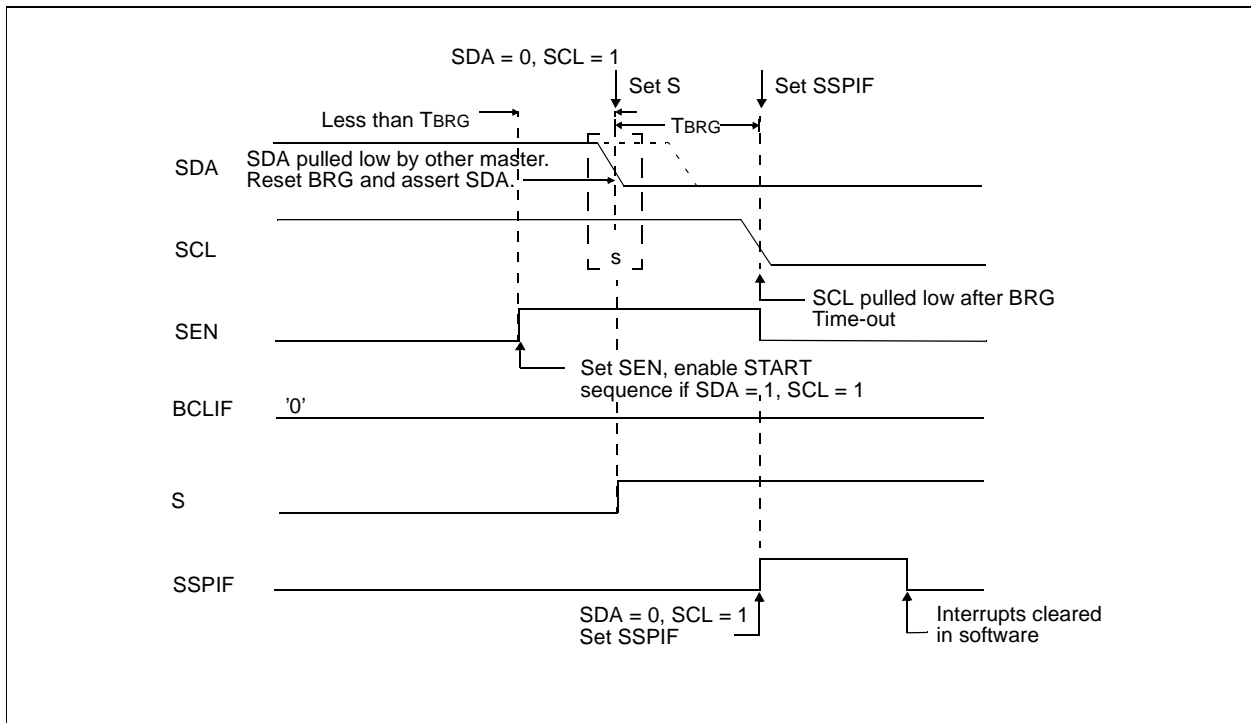 SDA = 0, SCL = 1
Set S
Set SSPIF
Less than TBRG
TBRG
SDA
SDA pulled low by other master.
Reset BRG and assert SDA.
SCL
s
SCL pulled low after BRG
Time-out
SEN
Set SEN, enable START
sequence if SDA = 1, SCL = 1
BCLIF
'0'
S
SSPIF
SDA = 0, SCL = 1
Set SSPIF
Interrupts cleared
in software